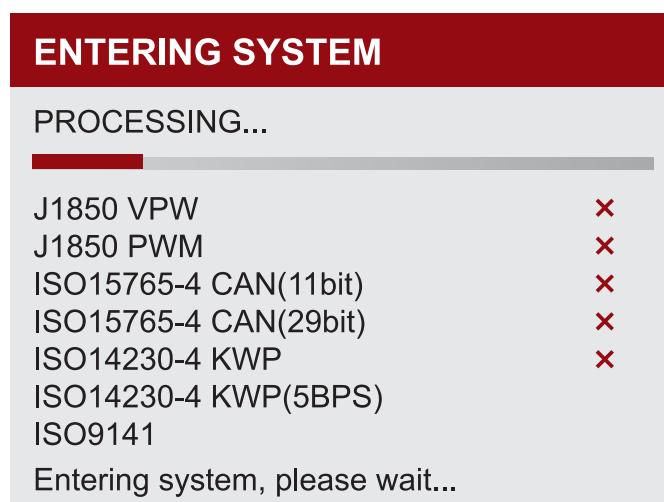 ENTERING SYSTEM
PROCESSING...
J1850 VPW ×
J1850 PWM ×
ISO15765-4 CAN(11bit) ×
ISO15765-4 CAN(29bit) ×
ISO14230-4 KWP ×
ISO14230-4 KWP(5BPS)
ISO9141
Entering system, please wait...